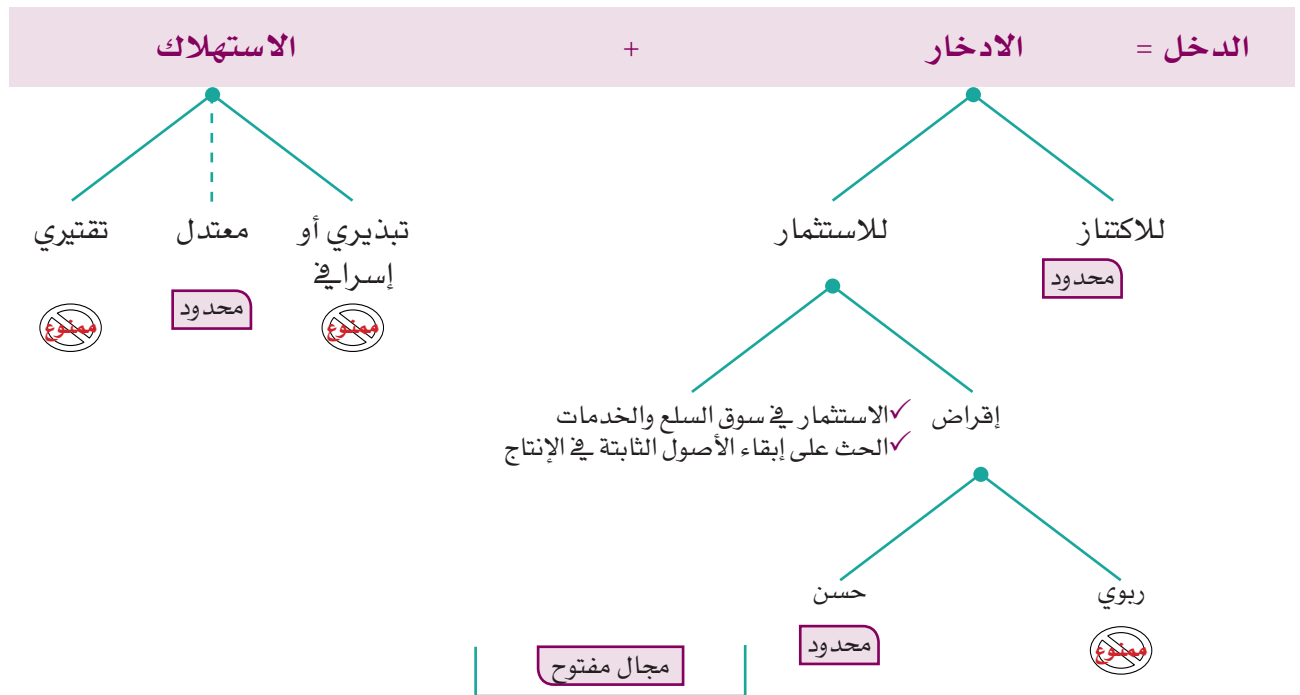 الدخل = الادخار + الاستهلاك
للاكتناز
محدود
للاستثمار
تبذيري أو
إسرافي
ممنوع
معتدل
محدود
تقتيري
ممنوع
إقراض
✓الاستثمار في سوق السلع والخدمات
✓الحث على إبقاء الأصول الثابتة في الإنتاج
ربوي
ممنوع
حسن
محدود
مجال مفتوح